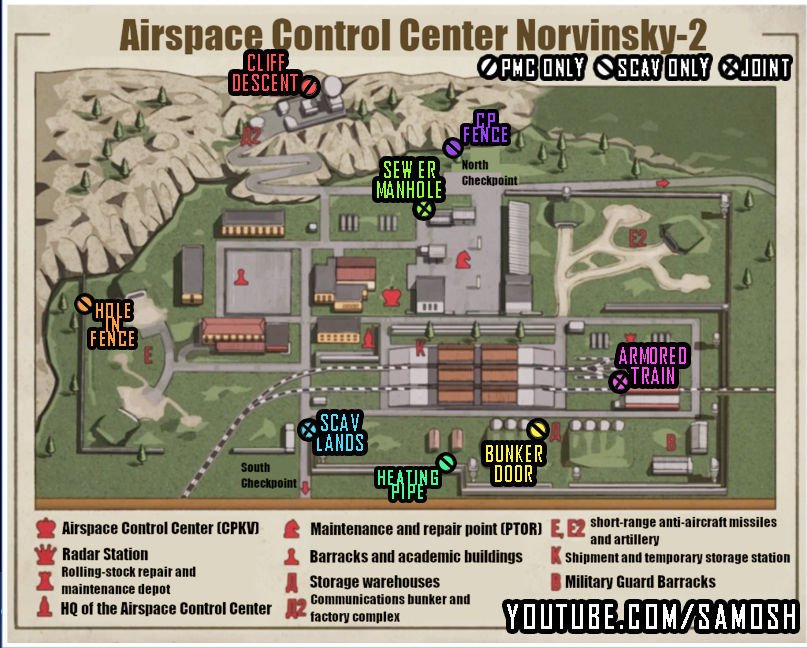 Airspace Control Center Norvinsky-2
PMC ONLY SCAV ONLY JOINT
CLIFF
DESCENT
Д2
CP
FENCE
North
Checkpoint
SEWER
MANHOLE
E2
HOLE
IN
FENCE
E
K
ARMORED
TRAIN
SCAV
LANDS
BUNKER
DOOR
Д
B
South
Checkpoint
HEATING
PIPE
Airspace Control Center (CPKV)
Radar Station
Rolling-stock repair and
maintenance depot
HQ of the Airspace Control Center
Maintenance and repair point (PTOR)
Barracks and academic buildings
Д Storage warehouses
Д2 Communications bunker and
factory complex
E, E2 short-range anti-aircraft missiles
and artillery
K Shipment and temporary storage station
B Military Guard Barracks
YOUTUBE.COM/SAMOSH